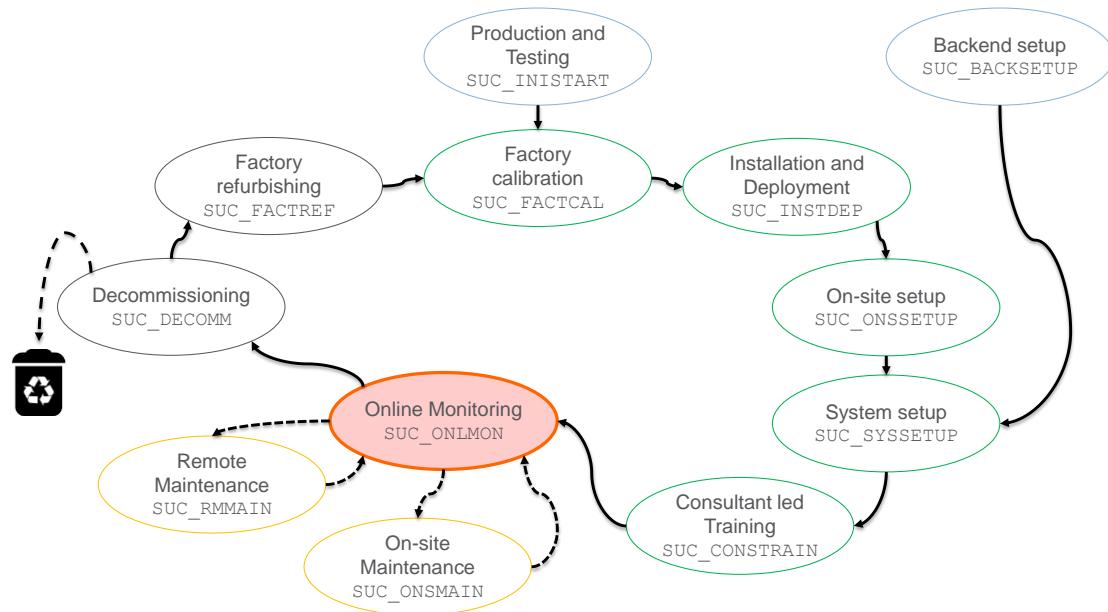 Production and
Testing
SUC_INISTART
Backend setup
SUC_BACKSETUP
Factory
refurbishing
SUC_FACTREF
Factory
calibration
SUC_FACTCAL
Installation and
Deployment
SUC_INSTDEP
Decommissioning
SUC_DECOMM
On-site setup
SUC_ONSSETUP
Online Monitoring
SUC_ONLMON
System setup
SUC_SYSSETUP
Remote
Maintenance
SUC_RMMAIN
Consultant led
Training
SUC_CONSTRAIN
On-site
Maintenance
SUC_ONSMAIN